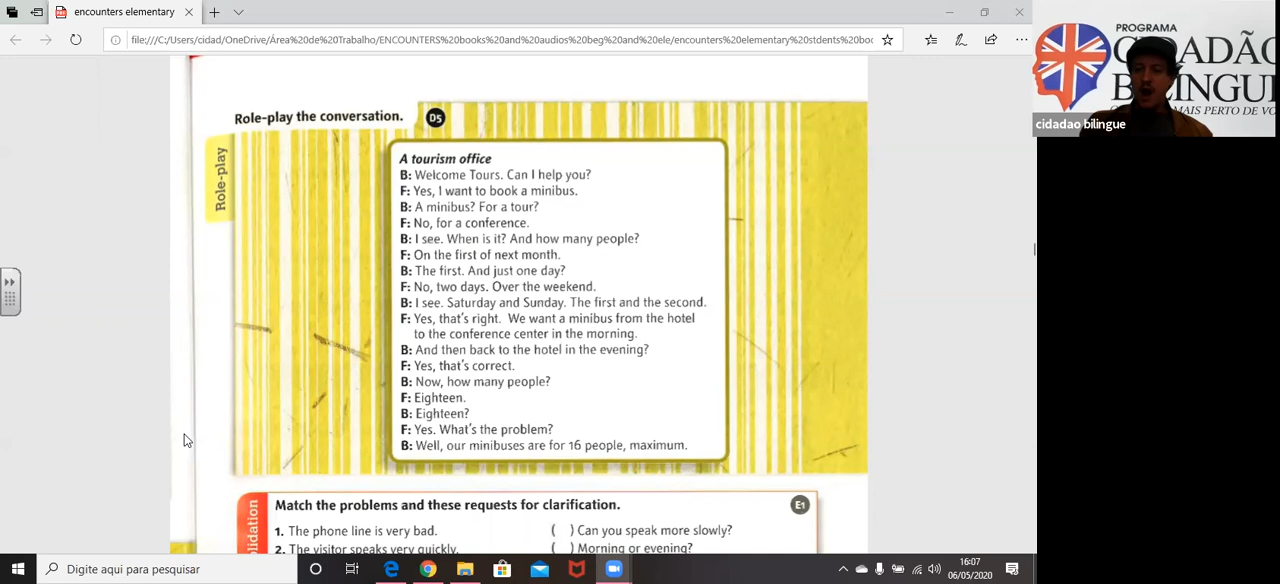 encounters elementary
file:///C:/Users/cidad/OneDrive/Área%20de%20Trabalho/ENCOUNTERS%20books%20and%20audios%20beg%20and%20ele/encounters%20elementary%20stdents%20boo
Role-play the conversation. D5
Role-play
A tourism office
B: Welcome Tours. Can I help you?
F: Yes, I want to book a minibus.
B: A minibus? For a tour?
F: No, for a conference.
B: I see. When is it? And how many people?
F: On the first of next month.
B: The first. And just one day?
F: No, two days. Over the weekend.
B: I see. Saturday and Sunday. The first and the second.
F: Yes, that's right. We want a minibus from the hotel
to the conference center in the morning.
B: And then back to the hotel in the evening?
F: Yes, that's correct.
B: Now, how many people?
F: Eighteen.
B: Eighteen?
F: Yes. What's the problem?
B: Well, our minibuses are for 16 people, maximum.
Match the problems and these requests for clarification. E1
1. The phone line is very bad. ( ) Can you speak more slowly?
2. The visitor speaks very quickly. ( ) Morning or evening?
PROGRAMA
MAIS PERTO DE
cidadao bilingue
Digite aqui para pesquisar
16:07
06/05/2020